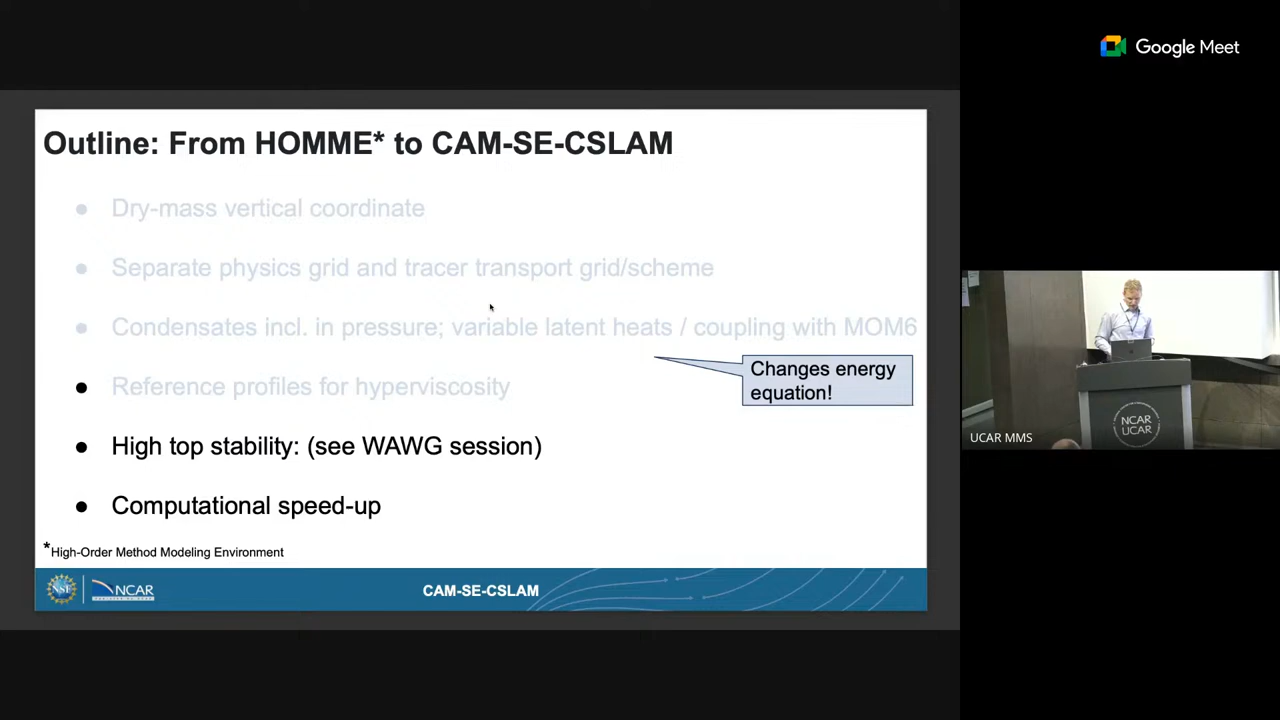 Google Meet
Outline: From HOMME* to CAM-SE-CSLAM
● Dry-mass vertical coordinate
● Separate physics grid and tracer transport grid/scheme
● Condensates incl. in pressure; variable latent heats / coupling with MOM6
Changes energy
equation!
● Reference profiles for hyperviscosity
● High top stability: (see WAWG session)
● Computational speed-up
*High-Order Method Modeling Environment
NSF
NCAR
CAM-SE-CSLAM
NCAR
UCAR
UCAR MMS